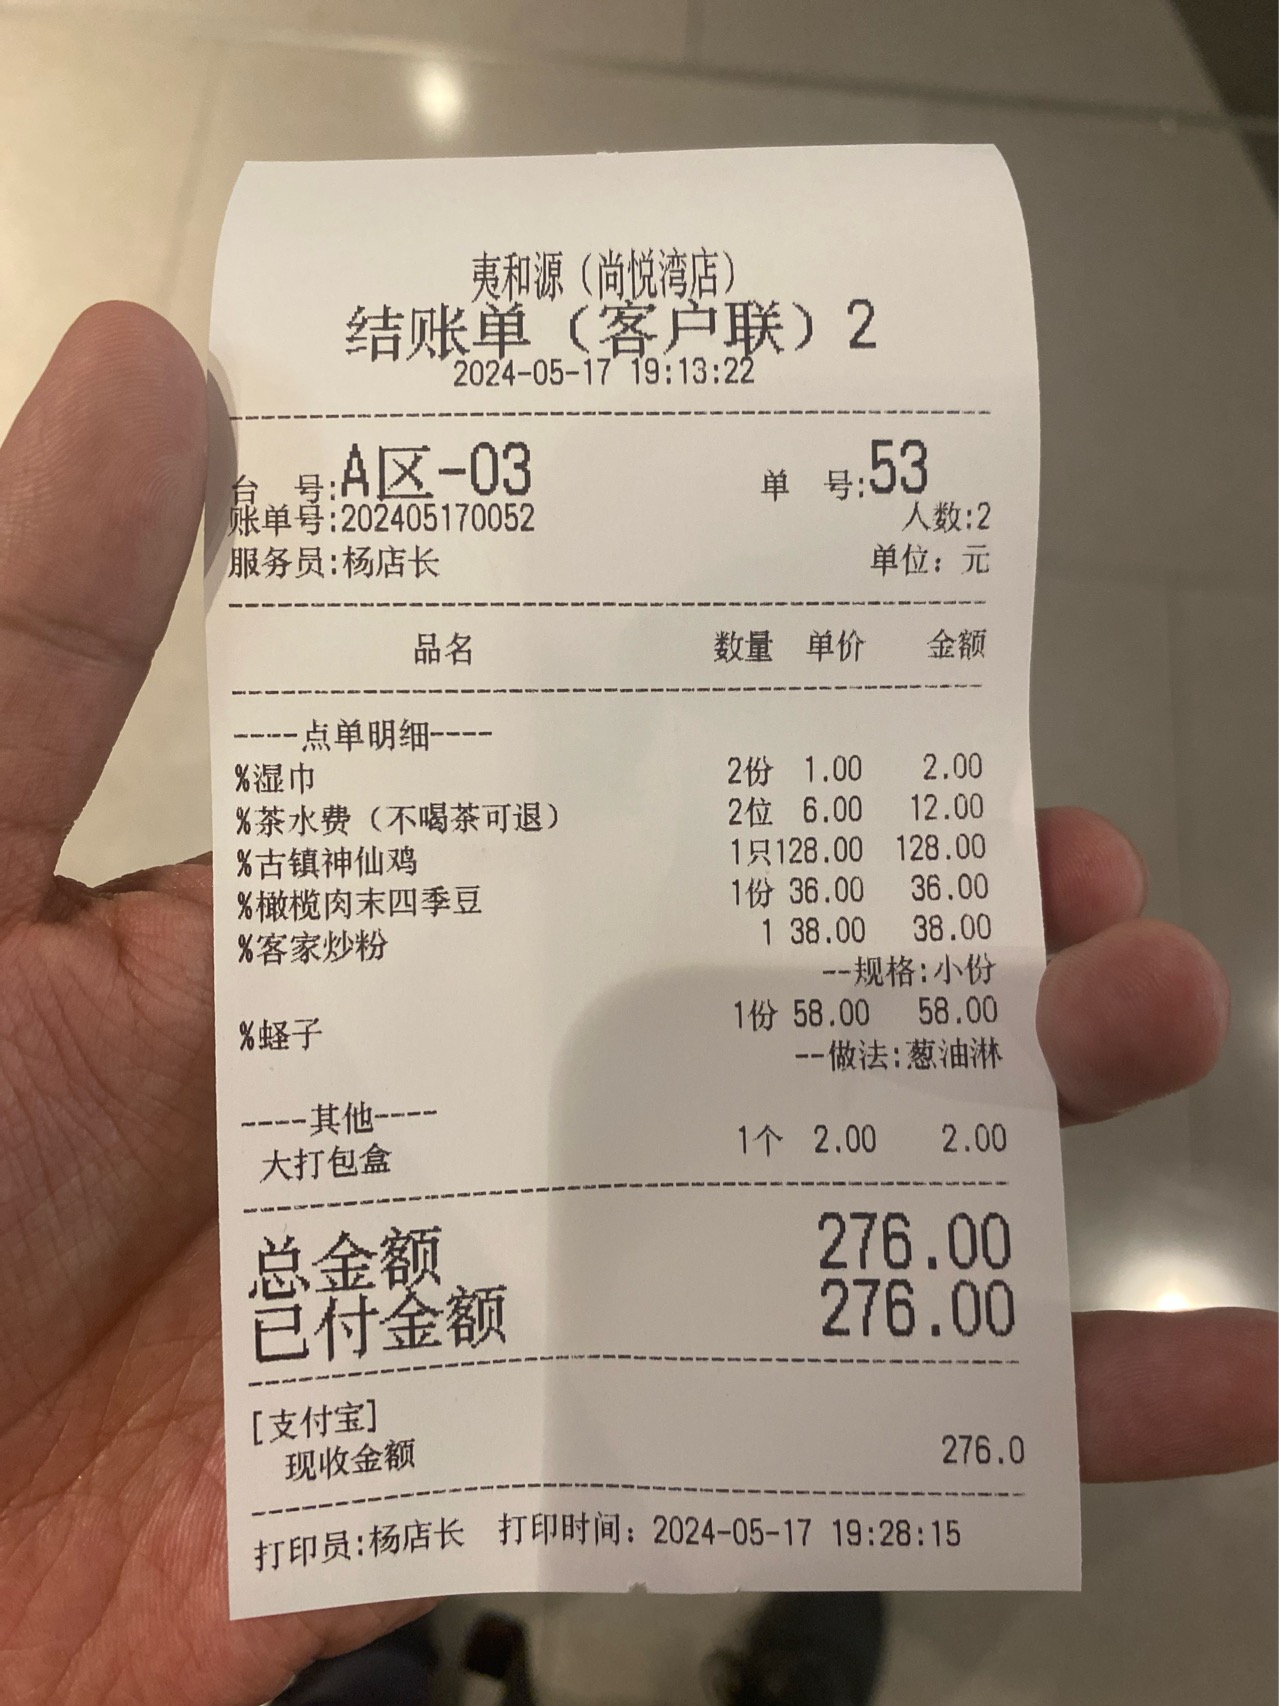 夷和源（尚悦湾店）
结账单（客户联）2
2024-05-17 19:13:22
台 号:A区-03 单 号:53
账单号:202405170052 人数:2
服务员:杨店长 单位：元
品名 数量 单价 金额
----点单明细----
%湿巾 2份 1.00 2.00
%茶水费（不喝茶可退） 2位 6.00 12.00
%古镇神仙鸡 1只128.00 128.00
%橄榄肉末四季豆 1份 36.00 36.00
%客家炒粉 1 38.00 38.00
--规格:小份
%蛏子 1份 58.00 58.00
--做法:葱油淋
----其他----
大打包盒 1个 2.00 2.00
总金额 276.00
已付金额 276.00
[支付宝]
现收金额 276.0
打印员:杨店长 打印时间：2024-05-17 19:28:15